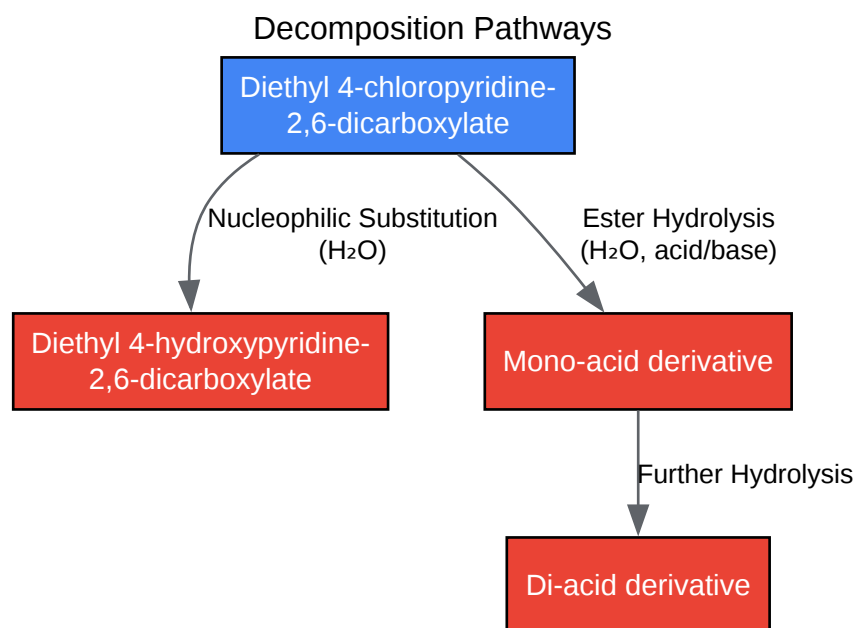 Decomposition Pathways
Diethyl 4-chloropyridine-
2,6-dicarboxylate
Nucleophilic Substitution
(H₂O)
Ester Hydrolysis
(H₂O, acid/base)
Diethyl 4-hydroxypyridine-
2,6-dicarboxylate
Mono-acid derivative
Further Hydrolysis
Di-acid derivative